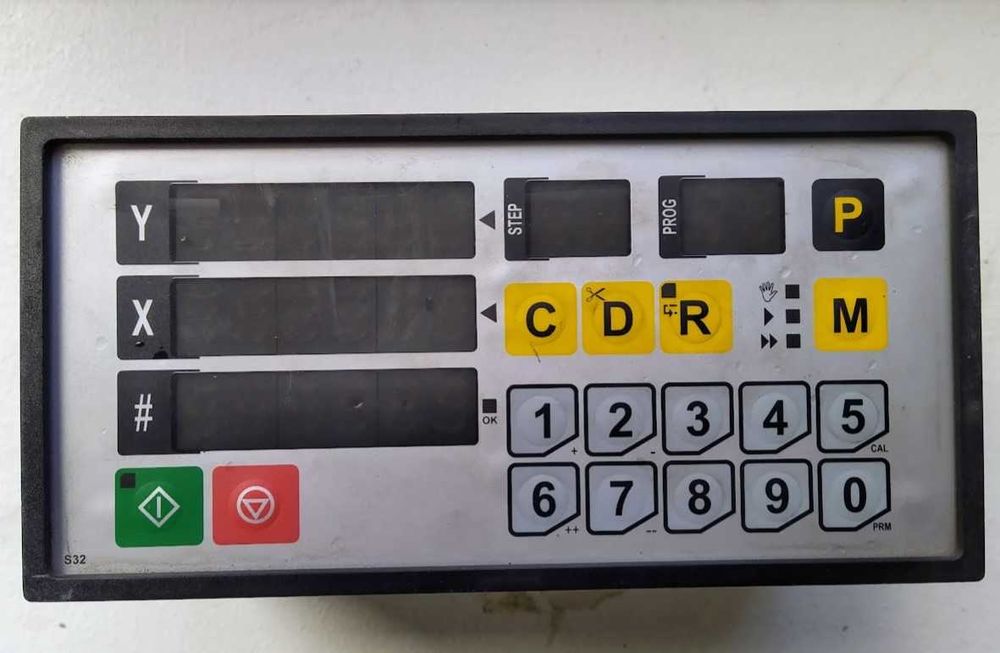 Y STEP PROG P
X C D R M
# OK
1 + 2 - 3 4 5 CAL
6 ++ 7 -- 8 9 0 PRM
S32